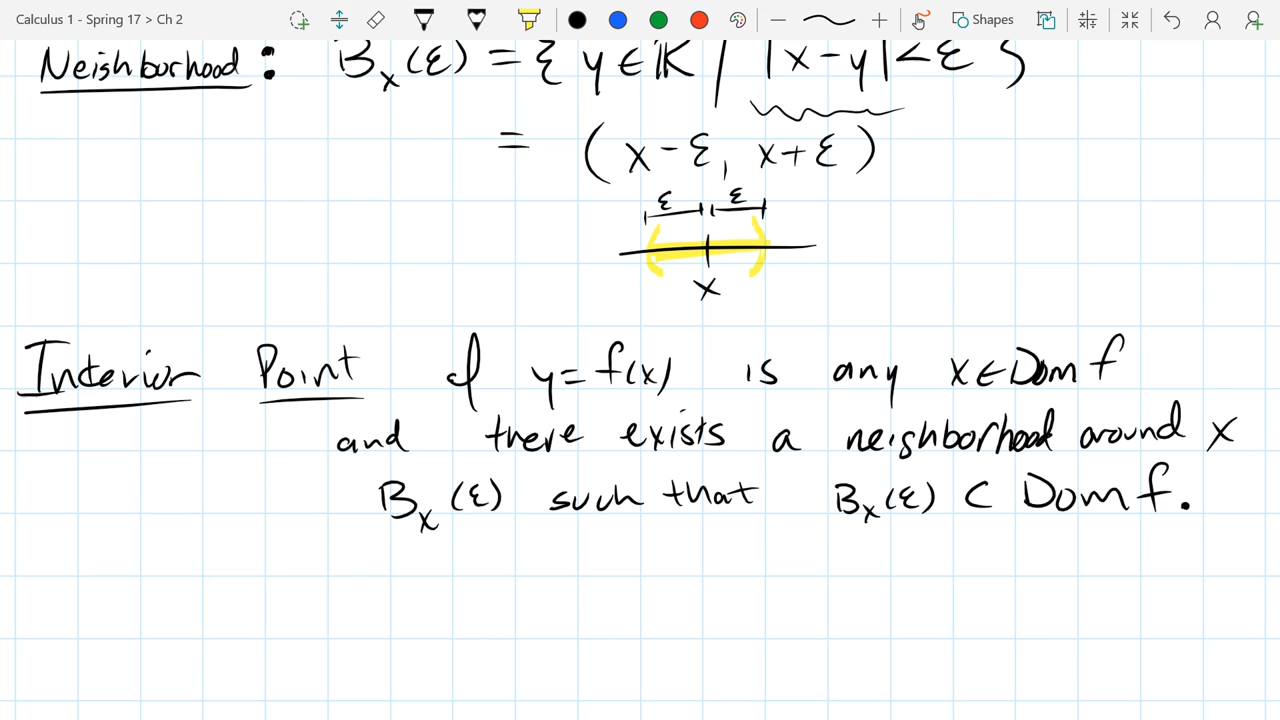 Calculus 1 - Spring 17 > Ch 2
Shapes
Neishborhood: Bₓ(ε) = { y ∈ ℝ / |x-y| < ε }
= (x-ε, x+ε)
ε ε
x
Interior Point of y=f(x) is any x∈Dom f
and there exists a neighborhood around x
Bₓ(ε) such that Bₓ(ε) ⊂ Dom f.